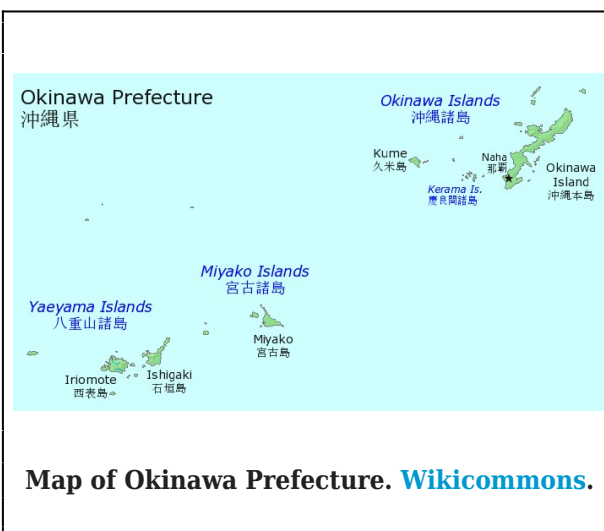 Okinawa Prefecture
沖縄県
Okinawa Islands
沖縄諸島
Kume
久米島
Naha
那覇
Okinawa
Island
沖縄本島
Kerama Is.
慶良間諸島
Miyako Islands
宮古諸島
Miyako
宮古島
Yaeyama Islands
八重山諸島
Iriomote
西表島
Ishigaki
石垣島
Map of Okinawa Prefecture. Wikicommons.